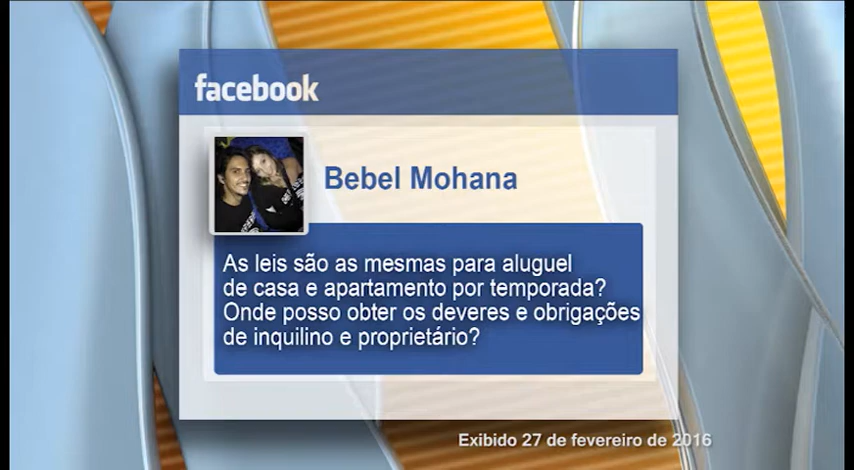 facebook
Bebel Mohana
As leis são as mesmas para aluguel
de casa e apartamento por temporada?
Onde posso obter os deveres e obrigações
de inquilino e proprietário?
Exibido 27 de fevereiro de 2016